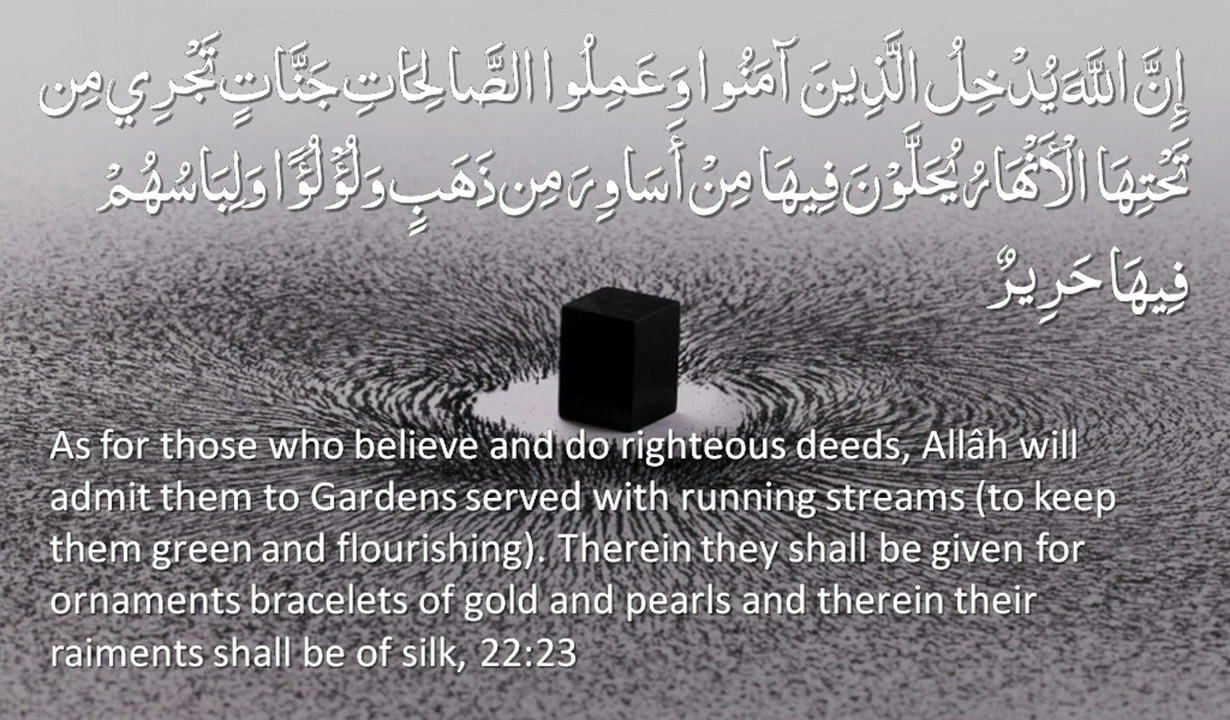 إِنَّ اللَّهَ يُدْخِلُ الَّذِينَ آمَنُوا وَعَمِلُوا الصَّالِحَاتِ جَنَّاتٍ تَجْرِي مِن
تَحْتِهَا الْأَنْهَارُ يُحَلَّوْنَ فِيهَا مِنْ أَسَاوِرَ مِن ذَهَبٍ وَلُؤْلُؤًا وَلِبَاسُهُمْ
فِيهَا حَرِيرٌ
As for those who believe and do righteous deeds, Allâh will
admit them to Gardens served with running streams (to keep
them green and flourishing). Therein they shall be given for
ornaments bracelets of gold and pearls and therein their
raiments shall be of silk, 22:23